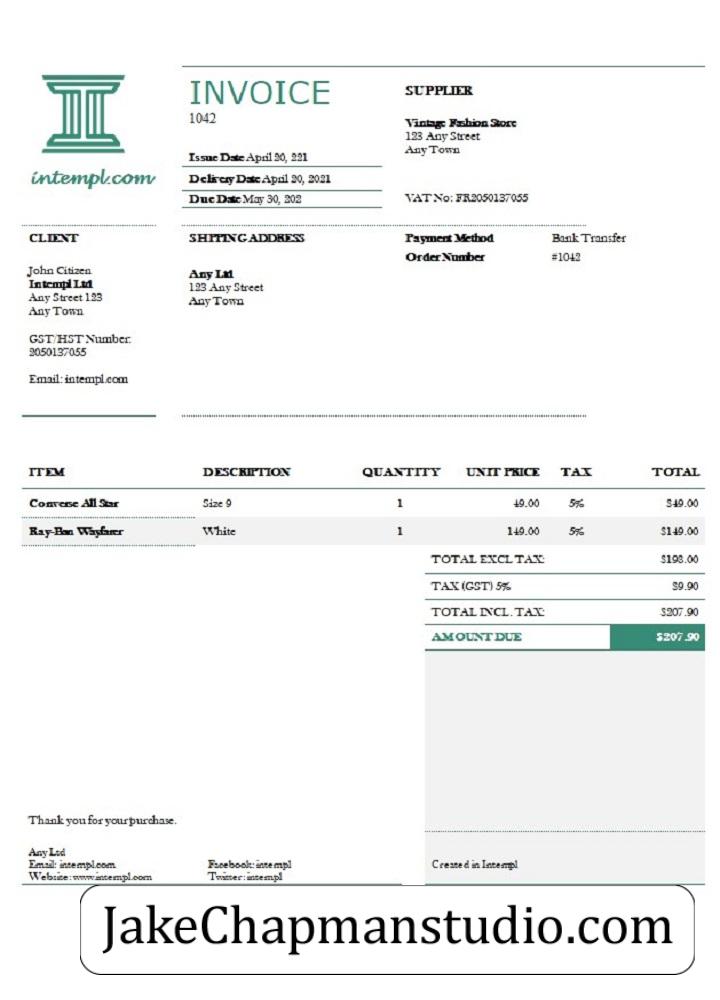 INVOICE
1042
Issue Date April 20, 221
Delivery Date April 20, 2021
Due Date May 30, 202
SUPPLIER
Vintage Fashion Store
123 Any Street
Any Town
VAT No: FR2050137055
intempl.com
CLIENT
John Citizen
Intempl Ltd
Any Street 123
Any Town
GST/HST Number:
2050137055
Email: intempl.com
SHIPING ADDRESS
Any Ltd
123 Any Street
Any Town
Payment Method Bank Transfer
Order Number #1042
ITEM DESCRIPTION QUANTITY UNIT PRICE TAX TOTAL
Converse All Star Size 9 1 49.00 5% $49.00
Ray-Ban Wayfarer White 1 149.00 5% $149.00
TOTAL EXCL TAX: $198.00
TAX (GST) 5% $9.90
TOTAL INCL. TAX: $207.90
AMOUNT DUE $207.90
Thank you for your purchase.
Any Ltd
Email: intempl.com
Website: www.intempl.com
Facebook: intempl
Twitter: intempl
Created in Intempl
JakeChapmanstudio.com